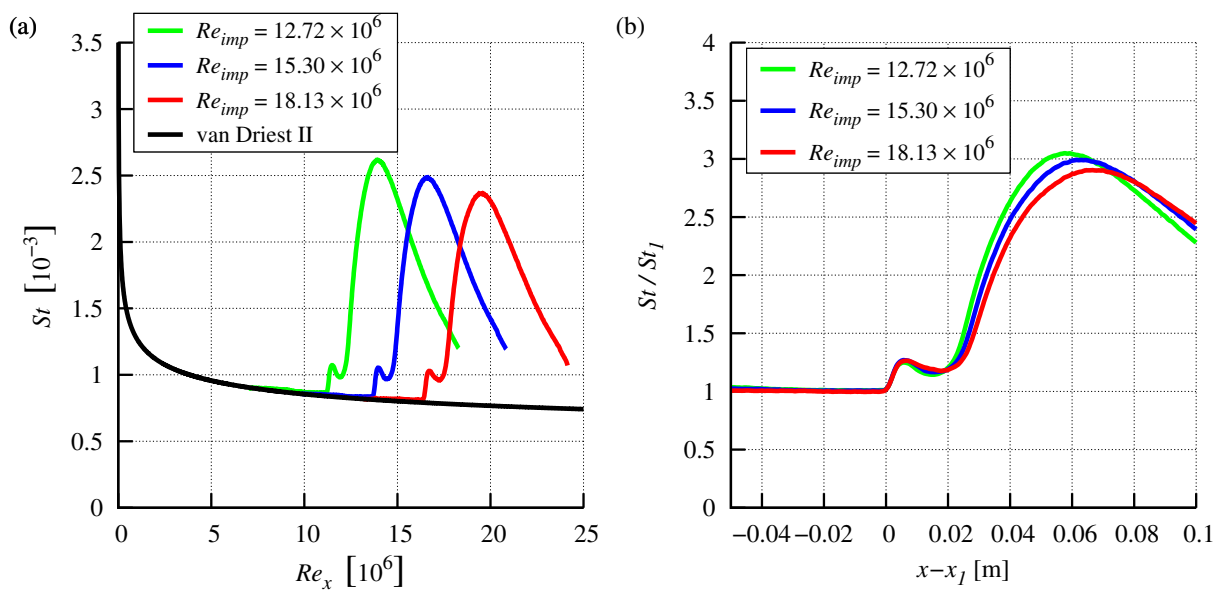 (a)
Re_imp = 12.72 × 10^6
Re_imp = 15.30 × 10^6
Re_imp = 18.13 × 10^6
van Driest II
St [10^−3]
3.5
3
2.5
2
1.5
1
0.5
0
0 5 10 15 20 25
Re_x [10^6]
(b)
Re_imp = 12.72 × 10^6
Re_imp = 15.30 × 10^6
Re_imp = 18.13 × 10^6
St / St_1
4
3.5
3
2.5
2
1.5
1
0.5
0
−0.04 −0.02 0 0.02 0.04 0.06 0.08 0.1
x−x_1 [m]